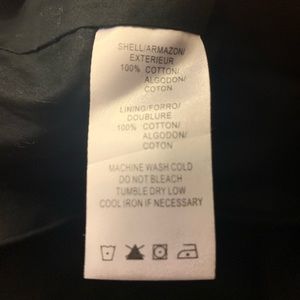 SHELL/ARMAZON/
EXTERIEUR
100% COTTON/
ALGODON/
COTON
LINING/FORRO/
DOUBLURE
100% COTTON/
ALGODON/
COTON
MACHINE WASH COLD
DO NOT BLEACH
TUMBLE DRY LOW
COOL IRON IF NECESSARY